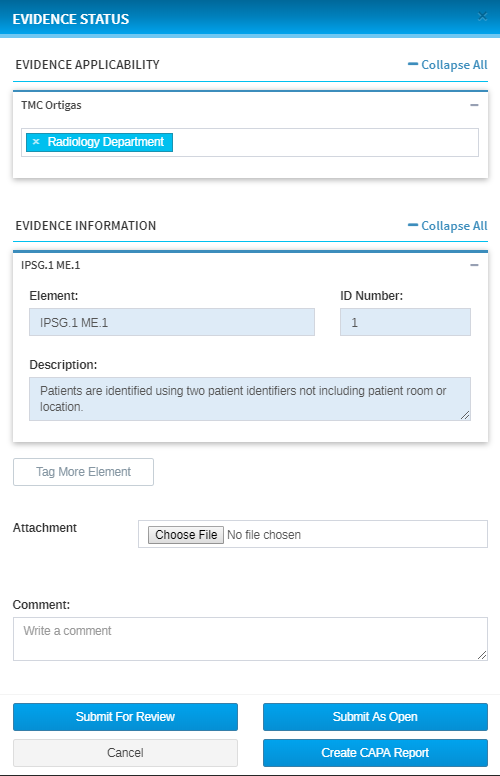 EVIDENCE STATUS ×
EVIDENCE APPLICABILITY Collapse All
TMC Ortigas
× Radiology Department
EVIDENCE INFORMATION Collapse All
IPSG.1 ME.1
Element: ID Number:
IPSG.1 ME.1 1
Description:
Patients are identified using two patient identifiers not including patient room or
location.
Tag More Element
Attachment Choose File No file chosen
Comment:
Write a comment
Submit For Review Submit As Open
Cancel Create CAPA Report